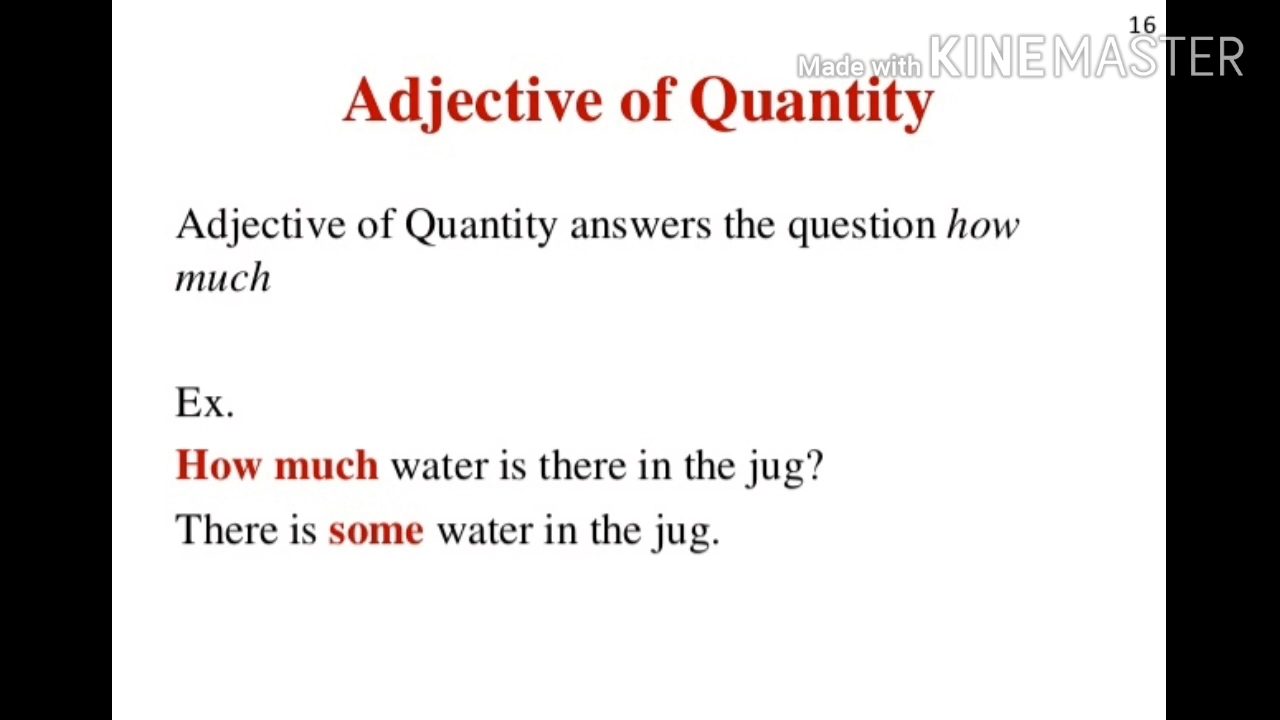 16
Made with KINEMASTER
Adjective of Quantity
Adjective of Quantity answers the question how
much
Ex.
How much water is there in the jug?
There is some water in the jug.